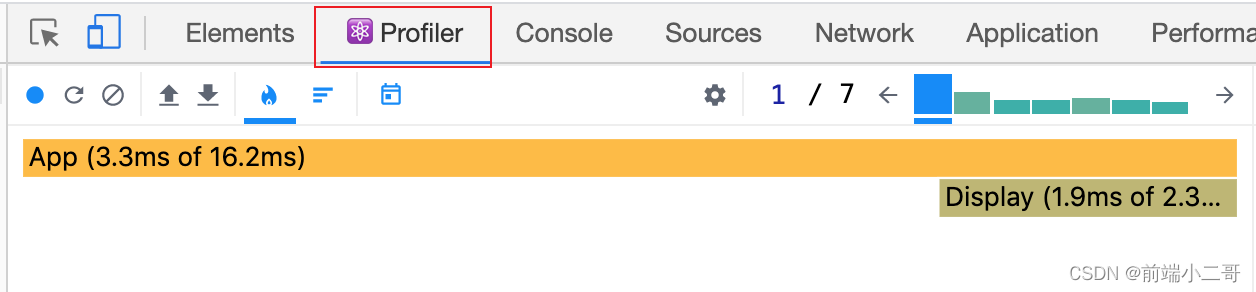 Elements ⚛ Profiler Console Sources Network Application Performa
1 / 7
App (3.3ms of 16.2ms)
Display (1.9ms of 2.3...
CSDN @前端小二哥